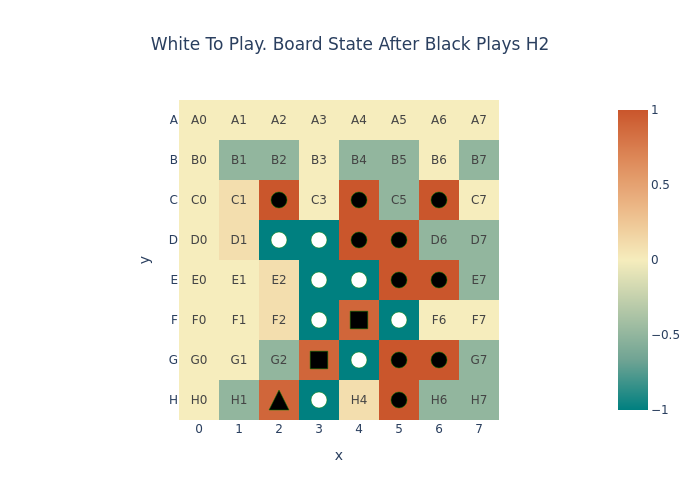 White To Play. Board State After Black Plays H2
A A0 A1 A2 A3 A4 A5 A6 A7
B B0 B1 B2 B3 B4 B5 B6 B7
C C0 C1 C3 C5 C7
D D0 D1 D6 D7
E E0 E1 E2 E7
F F0 F1 F2 F6 F7
G G0 G1 G2 G7
H H0 H1 H4 H6 H7
0 1 2 3 4 5 6 7
x
y
1
0.5
0
−0.5
−1